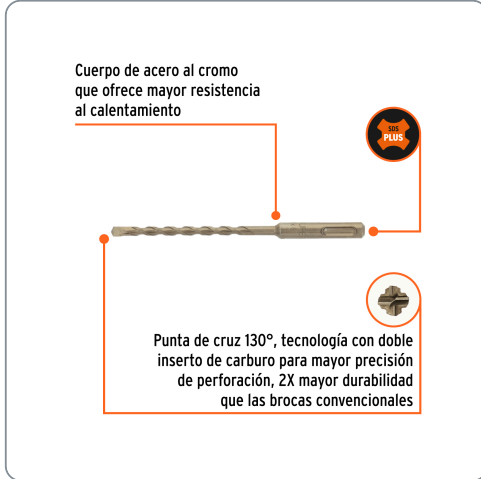 Cuerpo de acero al cromo
que ofrece mayor resistencia
al calentamiento
SDS
PLUS
Punta de cruz 130°, tecnología con doble
inserto de carburo para mayor precisión
de perforación, 2X mayor durabilidad
que las brocas convencionales